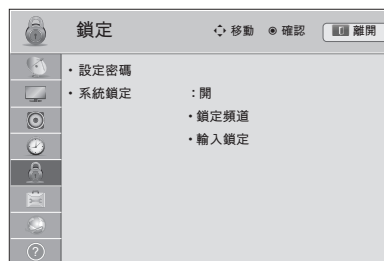 鎖定 移動 確認 離開
・設定密碼
・系統鎖定 : 開
・鎖定頻道
・輸入鎖定